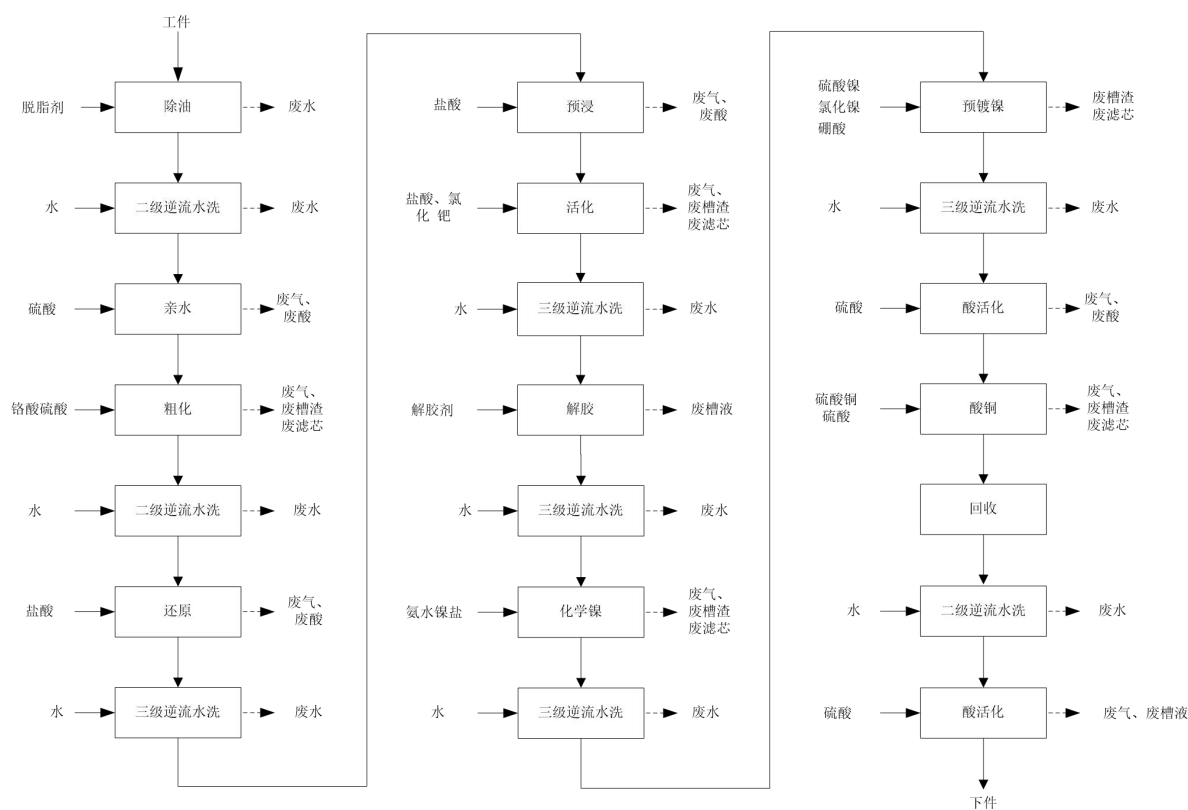 工件
脱脂剂
除油
废水
水
二级逆流水洗
废水
硫酸
亲水
废气、
废酸
铬酸硫酸
粗化
废气、
废槽渣
废滤芯
水
二级逆流水洗
废水
盐酸
还原
废气、
废酸
水
三级逆流水洗
废水
盐酸
预浸
废气、
废酸
盐酸、氯
化 钯
活化
废气、
废槽渣
废滤芯
水
三级逆流水洗
废水
解胶剂
解胶
废槽液
水
三级逆流水洗
废水
氨水镍盐
化学镍
废气、
废槽渣
废滤芯
水
三级逆流水洗
废水
硫酸镍
氯化镍
硼酸
预镀镍
废槽渣
废滤芯
水
三级逆流水洗
废水
硫酸
酸活化
废气、
废酸
硫酸铜
硫酸
酸铜
废气、
废槽渣
废滤芯
回收
水
二级逆流水洗
废水
硫酸
酸活化
废气、废槽液
下件